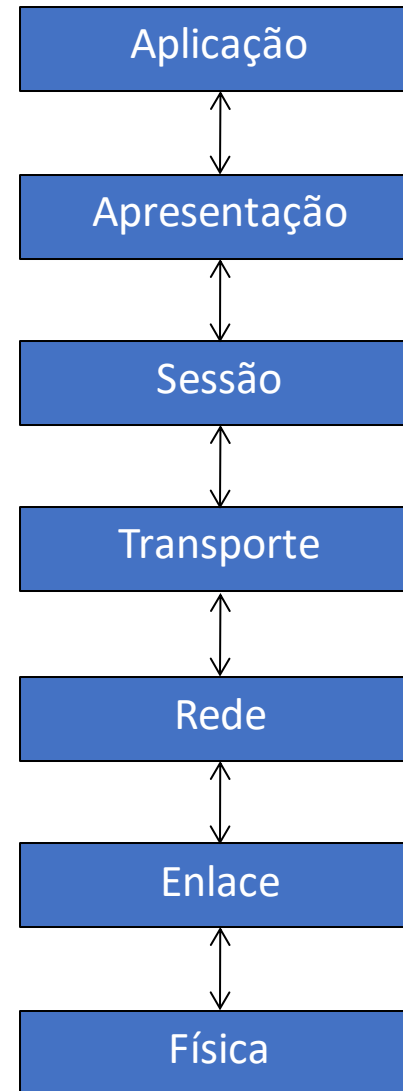 Aplicação
Apresentação
Sessão
Transporte
Rede
Enlace
Física